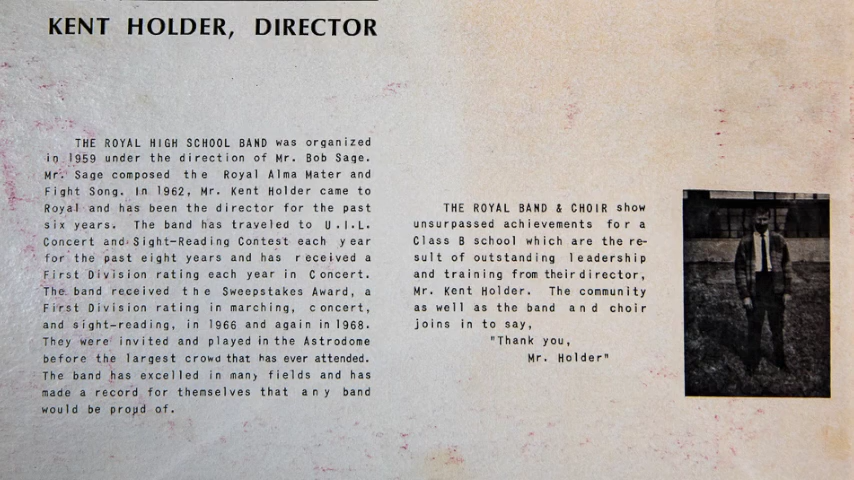 KENT HOLDER, DIRECTOR
THE ROYAL HIGH SCHOOL BAND was organized
in 1959 under the direction of Mr. Bob Sage.
Mr. Sage composed the Royal Alma Mater and
Fight Song. In 1962, Mr. Kent Holder came to
Royal and has been the director for the past
six years. The band has traveled to U.I.L.
Concert and Sight-Reading Contest each year
for the past eight years and has received a
First Division rating each year in Concert.
The band received the Sweepstakes Award, a
First Division rating in marching, concert,
and sight-reading, in 1966 and again in 1968.
They were invited and played in the Astrodome
before the largest crowd that has ever attended.
The band has excelled in many fields and has
made a record for themselves that any band
would be proud of.
THE ROYAL BAND & CHOIR show
unsurpassed achievements for a
Class B school which are the re-
sult of outstanding leadership
and training from their director,
Mr. Kent Holder. The community
as well as the band and choir
joins in to say,
"Thank you,
Mr. Holder"